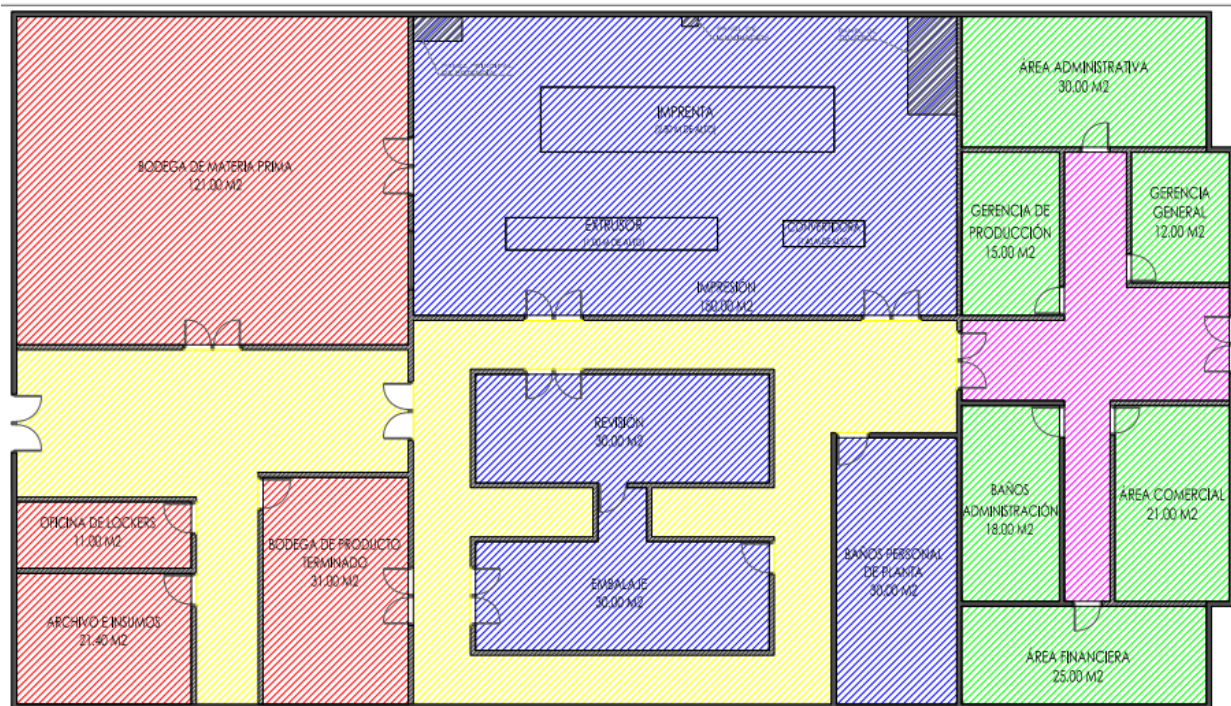 BODEGA DE MATERIA PRIMA
121.00 M2
IMPRENTA
EXTRUSOR
CONVERTIDORA
IMPRESIÓN
150.00 M2
ÁREA ADMINISTRATIVA
30.00 M2
GERENCIA DE
PRODUCCIÓN
15.00 M2
GERENCIA
GENERAL
12.00 M2
REVISIÓN
30.00 M2
OFICINA DE LOCKERS
11.00 M2
BODEGA DE PRODUCTO
TERMINADO
31.00 M2
ARCHIVO E INSUMOS
21.40 M2
EMBALAJE
30.00 M2
BAÑOS PERSONAL
DE PLANTA
30.00 M2
BAÑOS
ADMINISTRACIÓN
18.00 M2
ÁREA COMERCIAL
21.00 M2
ÁREA FINANCIERA
25.00 M2